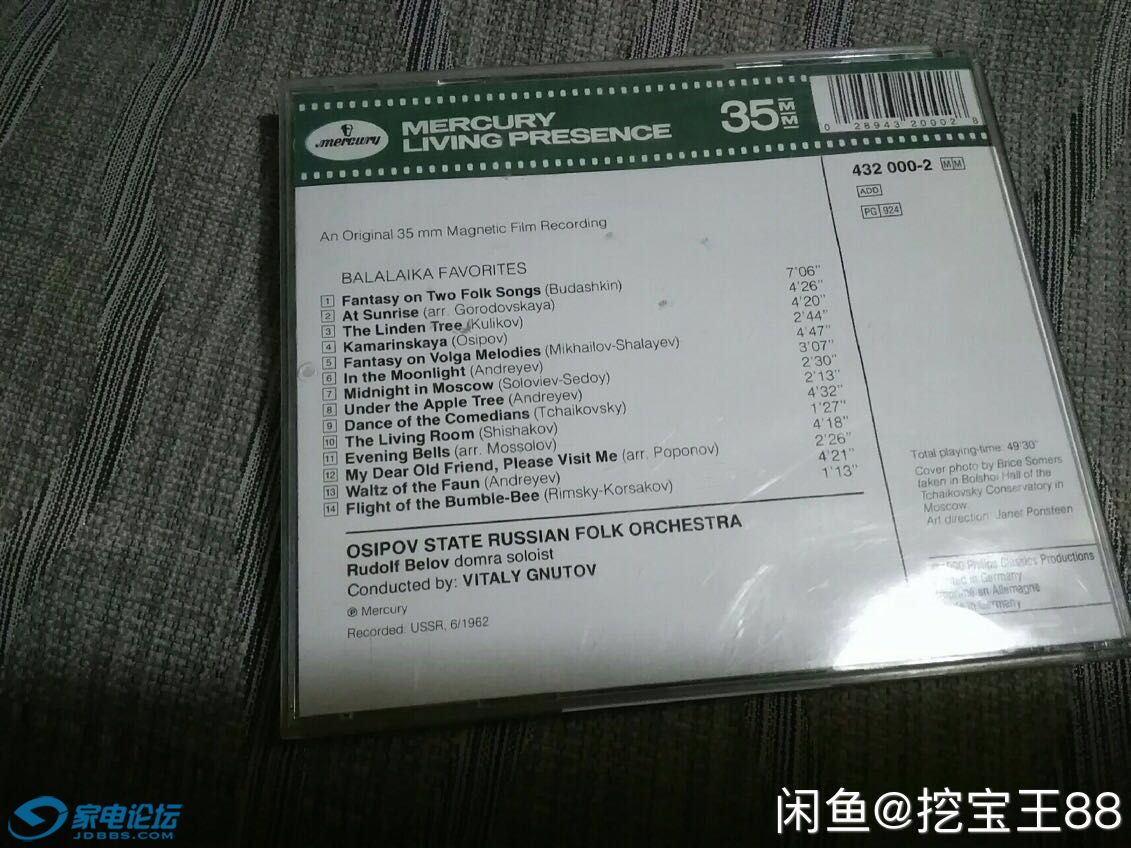 mercury
MERCURY
LIVING PRESENCE
35 MM
0 28943 20002 8
432 000-2 MM
ADD
PG 924
An Original 35 mm Magnetic Film Recording
BALALAIKA FAVORITES
1 Fantasy on Two Folk Songs (Budashkin) 7'06"
2 At Sunrise (arr. Gorodovskaya) 4'26"
3 The Linden Tree (Kulikov) 4'20"
4 Kamarinskaya (Osipov) 2'44"
5 Fantasy on Volga Melodies (Mikhailov-Shalayev) 4'47"
6 In the Moonlight (Andreyev) 3'07"
7 Midnight in Moscow (Soloviev-Sedoy) 2'30"
8 Under the Apple Tree (Andreyev) 2'13"
9 Dance of the Comedians (Tchaikovsky) 4'32"
10 The Living Room (Shishakov) 1'27"
11 Evening Bells (arr. Mossolov) 4'18"
12 My Dear Old Friend, Please Visit Me (arr. Poponov) 2'26"
13 Waltz of the Faun (Andreyev) 4'21"
14 Flight of the Bumble-Bee (Rimsky-Korsakov) 1'13"
OSIPOV STATE RUSSIAN FOLK ORCHESTRA
Rudolf Belov domra soloist
Conducted by: VITALY GNUTOV
℗ Mercury
Recorded: USSR, 6/1962
Total playing-time: 49'30"
Cover photo by Brice Somers
taken in Bolshoi Hall of the
Tchaikovsky Conservatory in
Moscow.
Art direction: Janet Ponsteen
Philips Classics Productions
in Germany
en Allemagne
in Germany
家电论坛
JDBBS.COM
闲鱼@挖宝王88